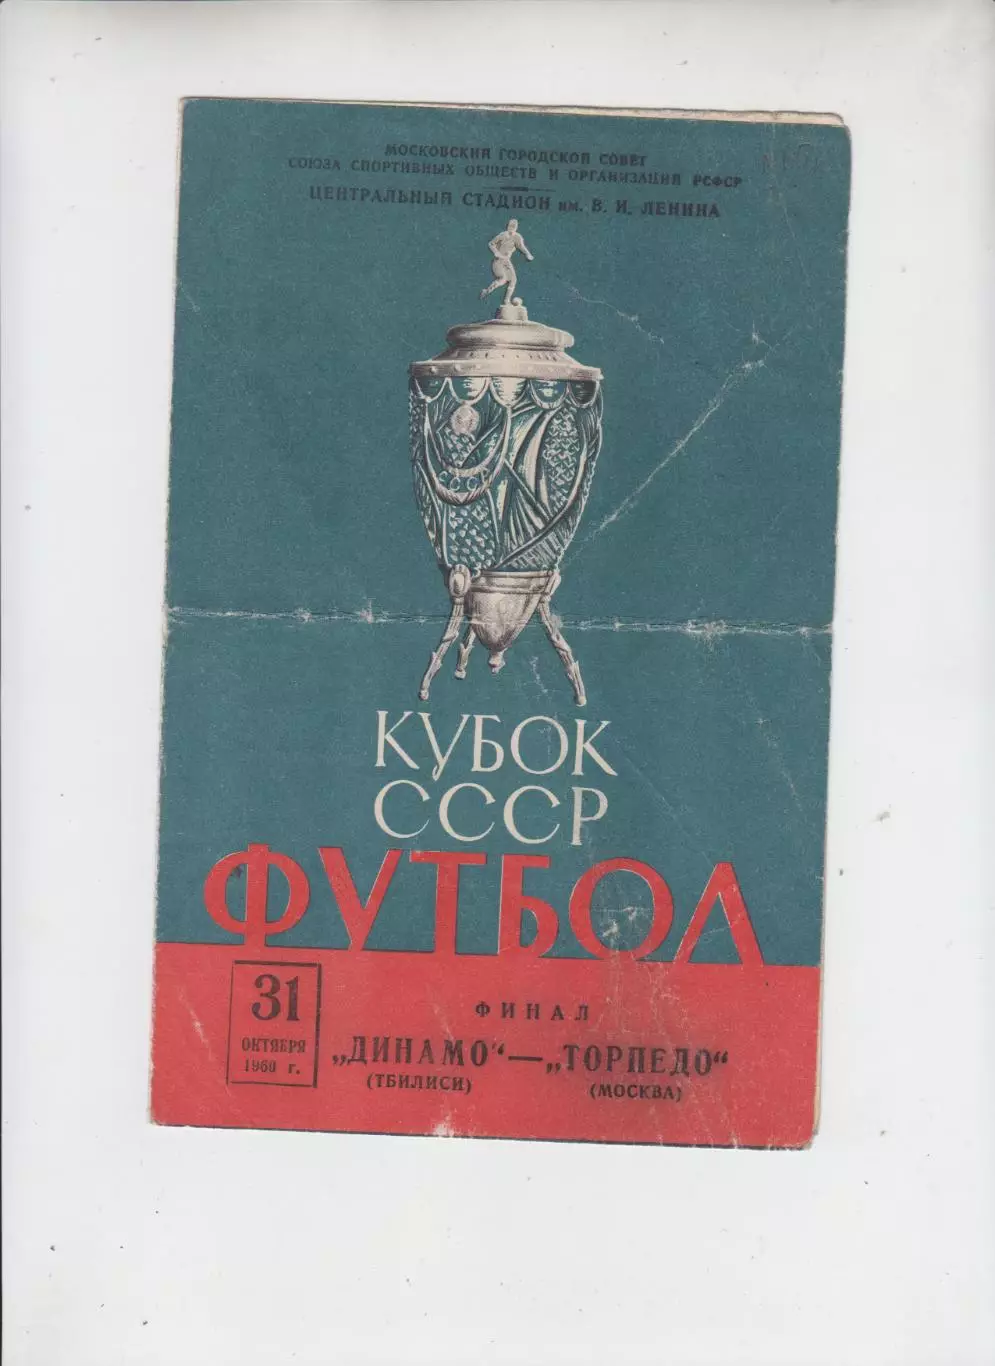 МОСКОВСКИЙ ГОРОДСКОЙ СОВЕТ
СОЮЗА СПОРТИВНЫХ ОБЩЕСТВ И ОРГАНИЗАЦИЙ РСФСР
ЦЕНТРАЛЬНЫЙ СТАДИОН им. В. И. ЛЕНИНА
СССР
КУБОК
СССР
ФУТБОЛ
31
ОКТЯБРЯ
1960 г.
ФИНАЛ
„ДИНАМО“—„ТОРПЕДО“
(ТБИЛИСИ) (МОСКВА)